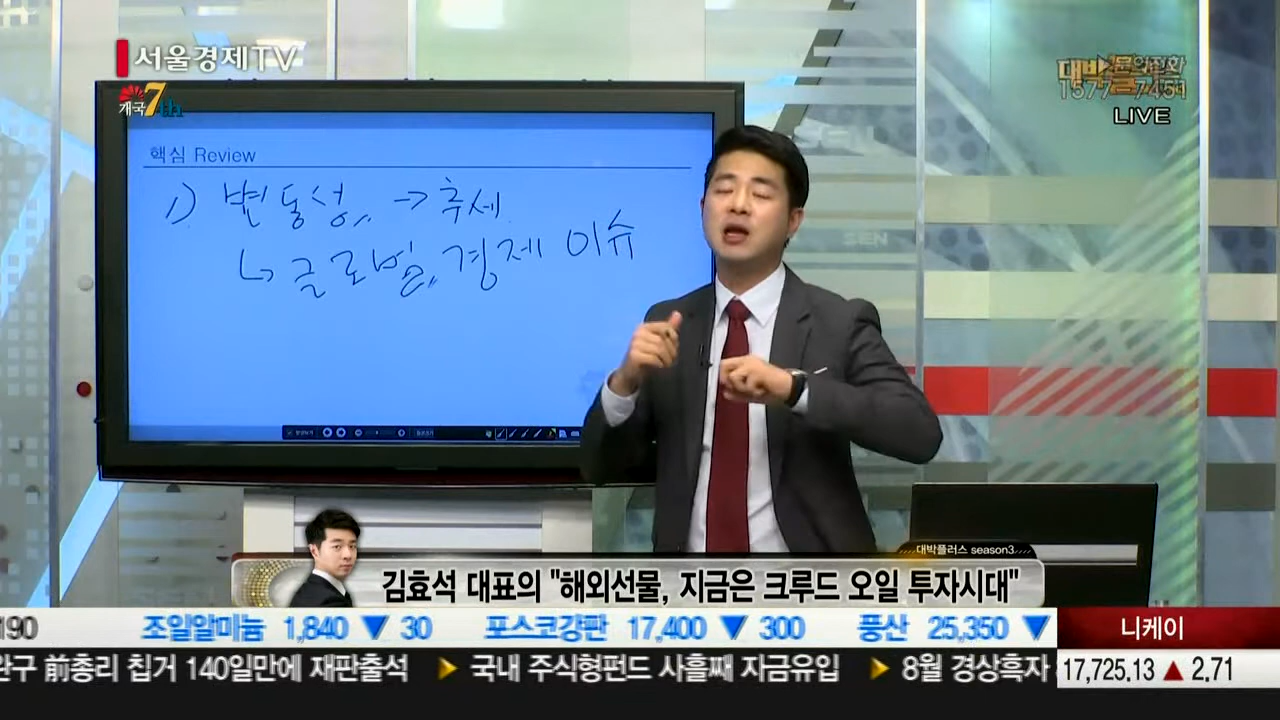 서울경제TV
개국7
대박
1577-7451
LIVE
SEN
핵심 Review
1) 변동성,, → 추세
↳ 글로벌,, 경제 이슈
SEN
대박플러스 season3
김효석 대표의 "해외선물, 지금은 크루드 오일 투자시대"
190 조일알미늄 1,840 ▼ 30 포스코강판 17,400 ▼ 300 풍산 25,350 ▼
니케이
완구 前총리 칩거 140일만에 재판출석 ▶ 국내 주식형펀드 사흘째 자금유입 ▶ 8월 경상흑자
17,725.13 ▲ 2.71